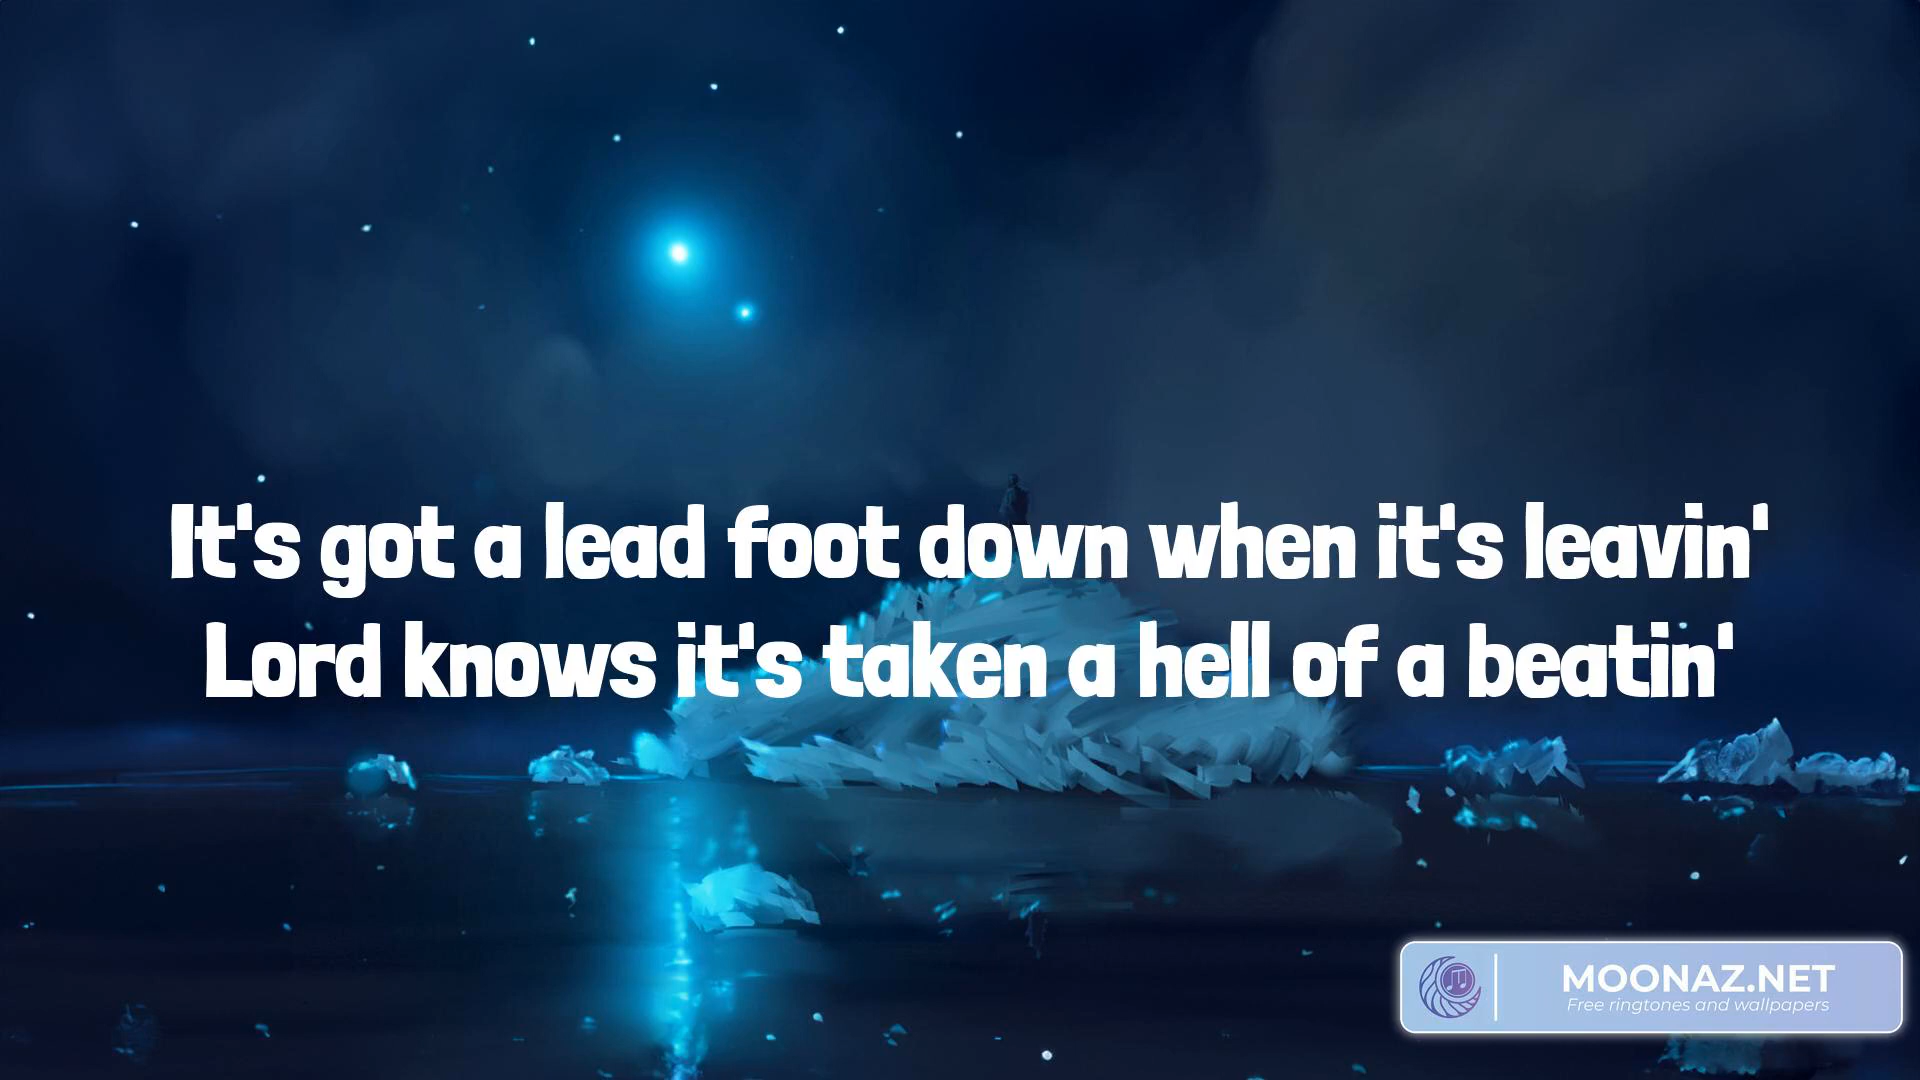 It's got a lead foot down when it's leavin'
Lord knows it's taken a hell of a beatin'
MOONAZ.NET
Free ringtones and wallpapers